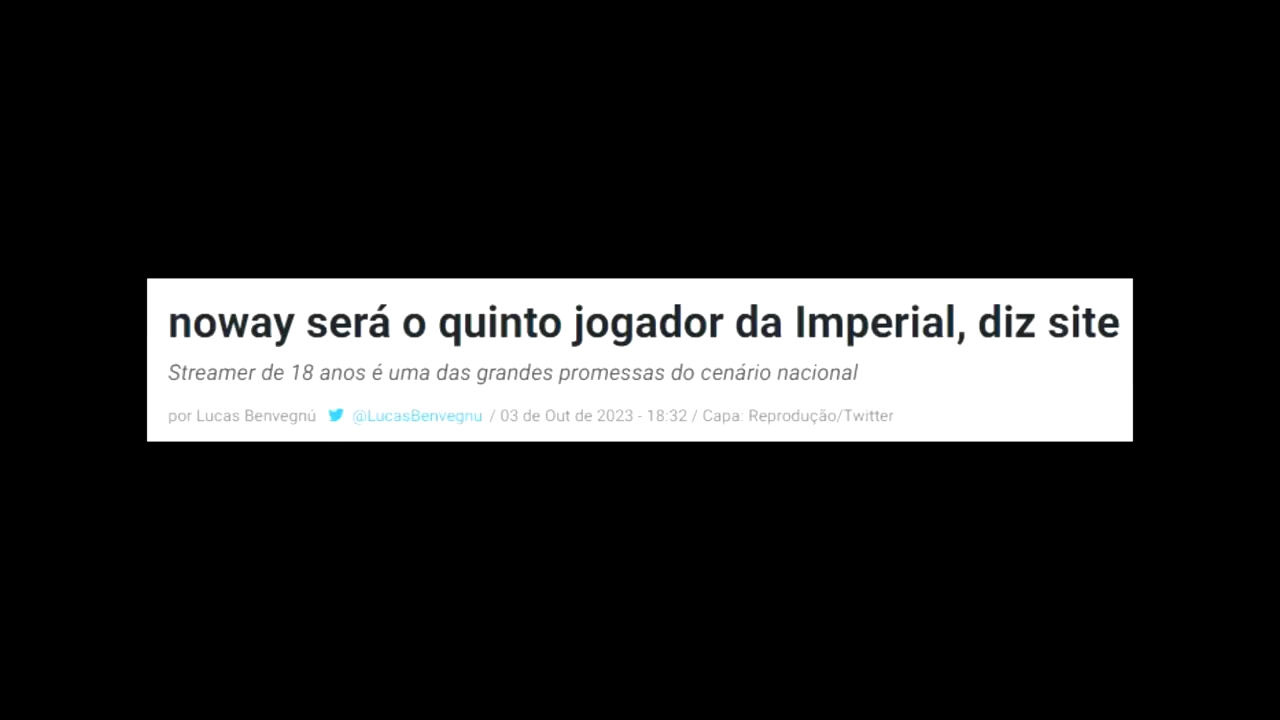 noway será o quinto jogador da Imperial, diz site
Streamer de 18 anos é uma das grandes promessas do cenário nacional
por Lucas Benvegnú @LucasBenvegnu / 03 de Out de 2023 - 18:32 / Capa: Reprodução/Twitter